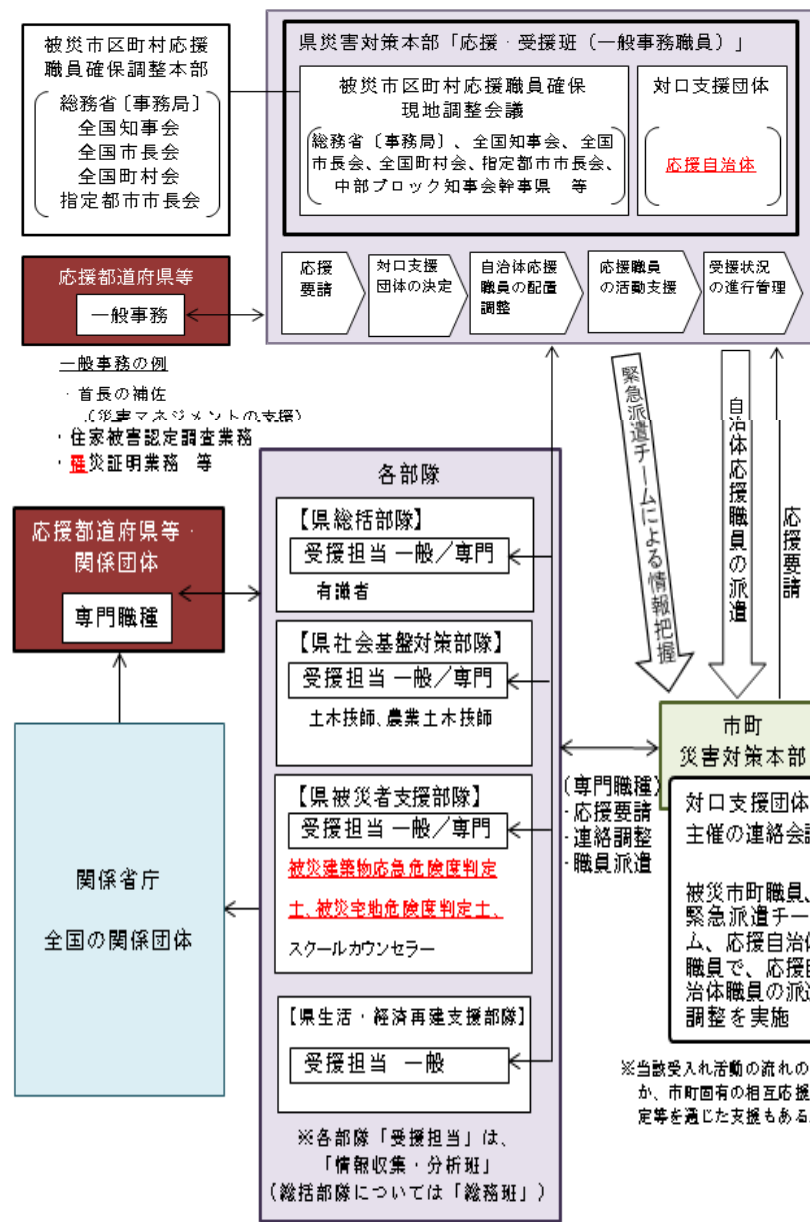 被災市区町村応援
職員確保調整本部
総務省〔事務局〕
全国知事会
全国市長会
全国町村会
指定都市市長会
県災害対策本部「応援・受援班（一般事務職員）」
被災市区町村応援職員確保
現地調整会議
総務省〔事務局〕、全国知事会、全国
市長会、全国町村会、指定都市市長会、
中部ブロック知事会幹事県　等
対口支援団体
応援自治体
応援
要請
対口支援
団体の決定
自治体応援
職員の配置
調整
応援職員
の活動支援
受援状況
の進行管理
応援都道府県等
一般事務
一般事務の例
・首長の補佐
（災害マネジメントの支援）
・住家被害認定調査業務
・罹災証明業務　等
緊急派遣チームによる情報把握
自治体応援職員の派遣
応援要請
各部隊
【県総括部隊】
受援担当 一般／専門
有識者
応援都道府県等・
関係団体
専門職種
【県社会基盤対策部隊】
受援担当 一般／専門
土木技師、農業土木技師
【県被災者支援部隊】
受援担当 一般／専門
被災建築物応急危険度判定
士、被災宅地危険度判定士、
スクールカウンセラー
【県生活・経済再建支援部隊】
受援担当 一般
※各部隊「受援担当」は、
「情報収集・分析班」
（総括部隊については「総務班」）
関係省庁
全国の関係団体
（専門職種）
・応援要請
・連絡調整
・職員派遣
市町
災害対策本部
対口支援団体
主催の連絡会
被災市町職員、
緊急派遣チー
ム、応援自治体
職員で、応援自
治体職員の派遣
調整を実施
※当該受入れ活動の流れの
か、市町固有の相互応援
定等を通じた支援もある。